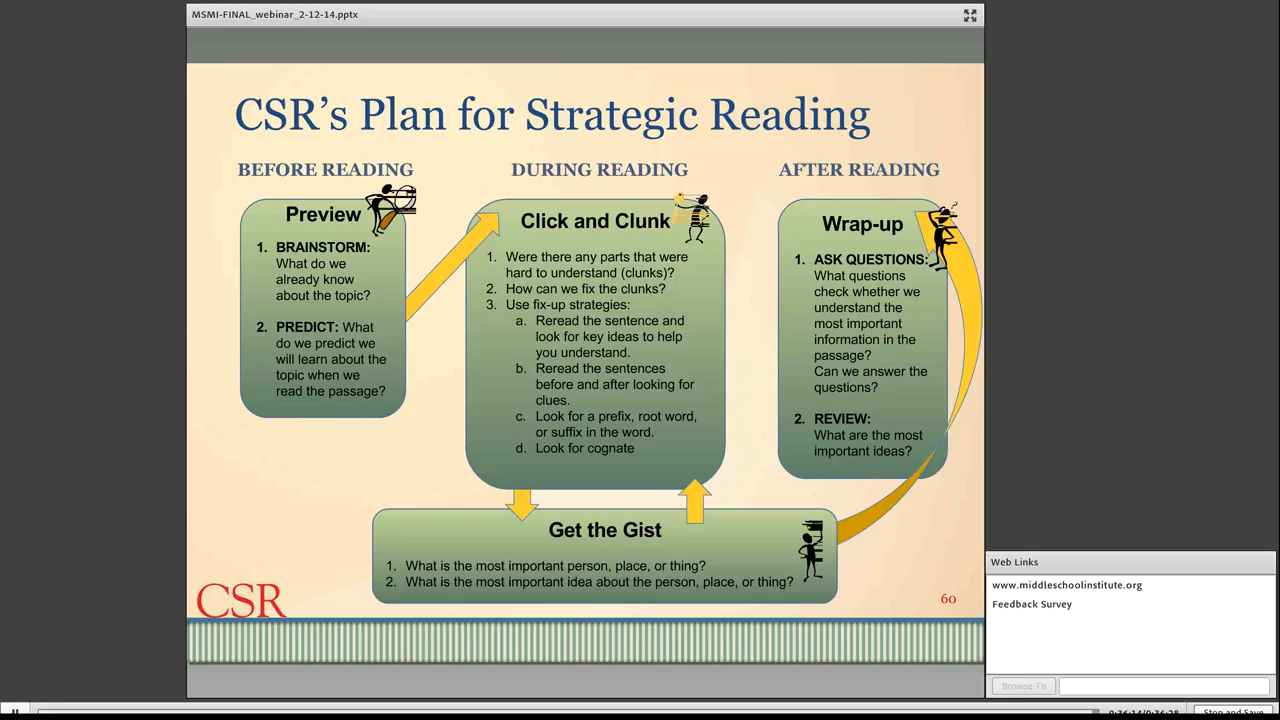 MSMI-FINAL_webinar_2-12-14.pptx
CSR's Plan for Strategic Reading
BEFORE READING
Preview
1. BRAINSTORM:
What do we
already know
about the topic?
2. PREDICT: What
do we predict we
will learn about the
topic when we
read the passage?
DURING READING
Click and Clunk
1. Were there any parts that were
hard to understand (clunks)?
2. How can we fix the clunks?
3. Use fix-up strategies:
a. Reread the sentence and
look for key ideas to help
you understand.
b. Reread the sentences
before and after looking for
clues.
c. Look for a prefix, root word,
or suffix in the word.
d. Look for cognate
Get the Gist
1. What is the most important person, place, or thing?
2. What is the most important idea about the person, place, or thing?
AFTER READING
Wrap-up
1. ASK QUESTIONS:
What questions
check whether we
understand the
most important
information in the
passage?
Can we answer the
questions?
2. REVIEW:
What are the most
important ideas?
CSR
60
Web Links
www.middleschoolinstitute.org
Feedback Survey
Browse To
0:36:14/0:36:28
Stop and Save